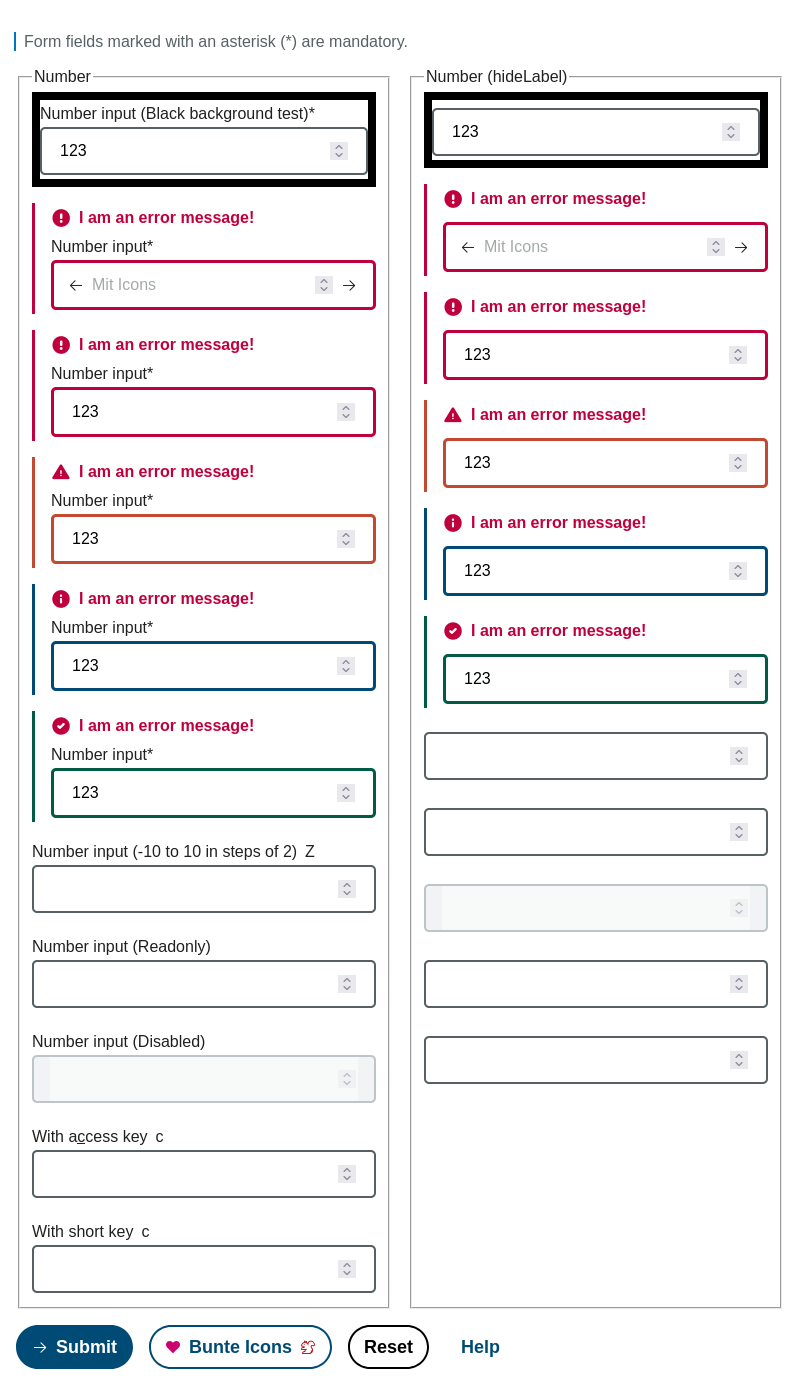 Form fields marked with an asterisk (*) are mandatory.
Number
Number input (Black background test)*
123
I am an error message!
Number input*
Mit Icons
I am an error message!
Number input*
123
I am an error message!
Number input*
123
I am an error message!
Number input*
123
I am an error message!
Number input*
123
Number input (-10 to 10 in steps of 2) Z
Number input (Readonly)
Number input (Disabled)
With access key c
With short key c
Number (hideLabel)
123
I am an error message!
Mit Icons
I am an error message!
123
I am an error message!
123
I am an error message!
123
I am an error message!
123
Submit
Bunte Icons
Reset
Help